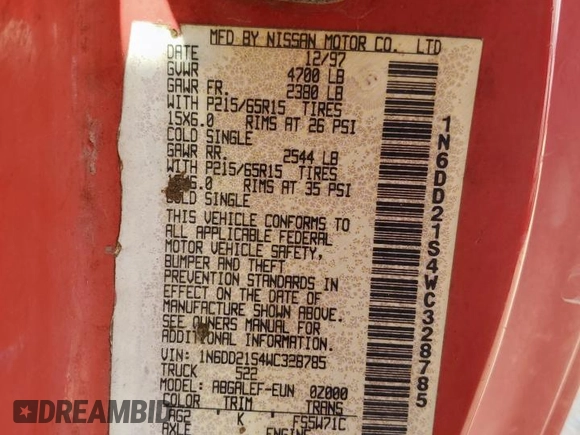 MFD BY NISSAN MOTOR CO., LTD
DATE 12/97
GVWR 4700 LB
GAWR FR. 2380 LB
WITH P215/65R15 TIRES
15X6.0 RIMS AT 26 PSI
COLD SINGLE
GAWR RR. 2544 LB
WITH P215/65R15 TIRES
RIMS AT 35 PSI
COLD SINGLE
THIS VEHICLE CONFORMS TO
ALL APPLICABLE FEDERAL
MOTOR VEHICLE SAFETY,
BUMPER AND THEFT
PREVENTION STANDARDS IN
EFFECT ON THE DATE OF
MANUFACTURE SHOWN ABOVE.
SEE OWNERS MANUAL FOR
ADDITIONAL INFORMATION.
VIN: 1N6DD21S4WC328785
TRUCK 522
MODEL: ABGALEF-EUN 0Z000
COLOR TRIM TRANS
AG2 K FS5W71C
AXLE ENGINE
1N6DD21S4WC328785
DREAMBID